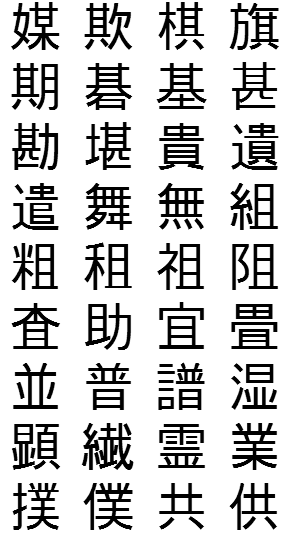 媒欺棋旗
期碁基甚
勘堪貴遺
遣舞無組
粗租祖阻
査助宜畳
並普譜湿
顕繊霊業
撲僕共供